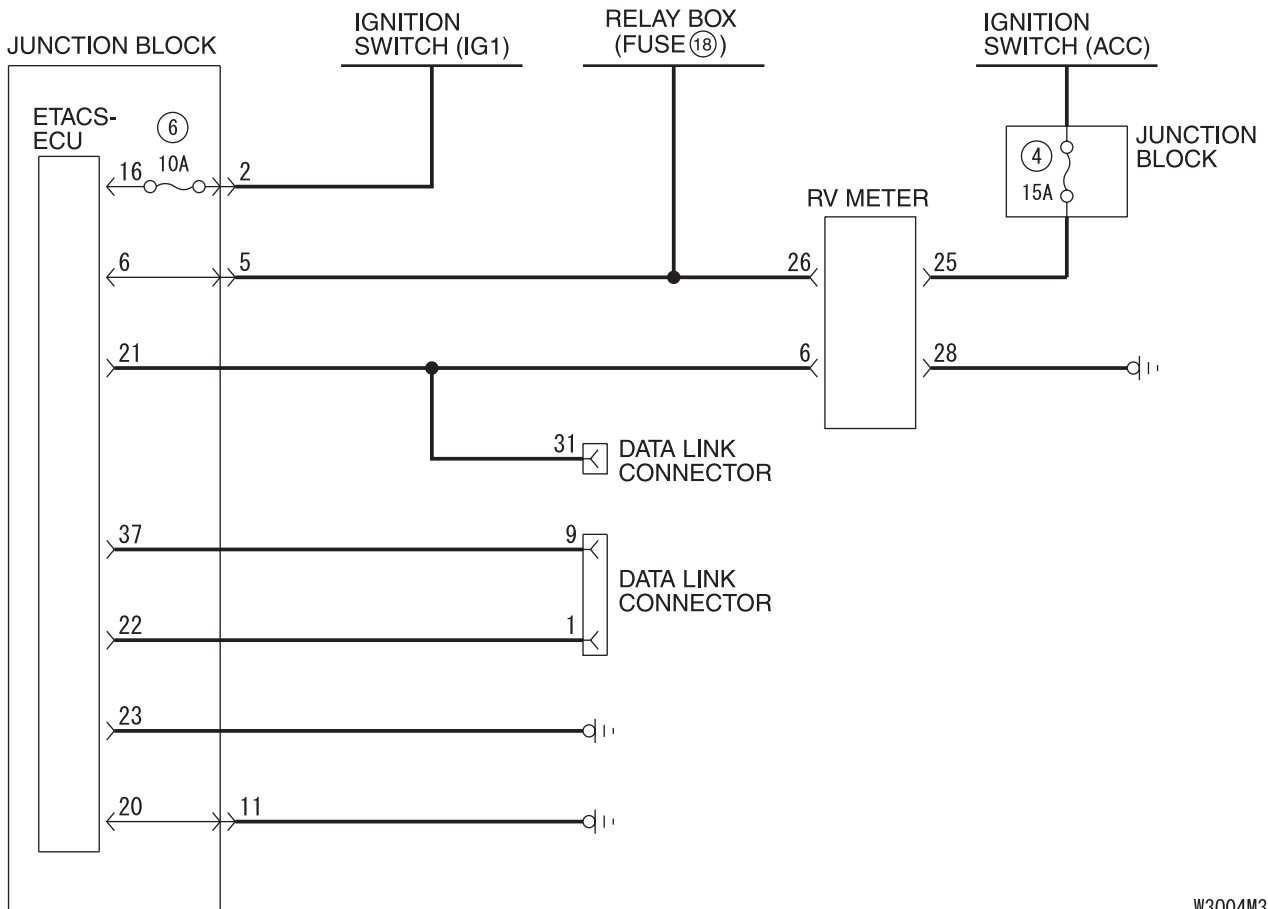 JUNCTION BLOCK
IGNITION
SWITCH (IG1)
RELAY BOX
(FUSE⑱)
IGNITION
SWITCH (ACC)
ETACS-
ECU
⑥
10A
16
2
④
15A
JUNCTION
BLOCK
RV METER
6
5
26
25
21
6
28
31
DATA LINK
CONNECTOR
37
9
DATA LINK
CONNECTOR
22
1
23
20
11
W3004M3